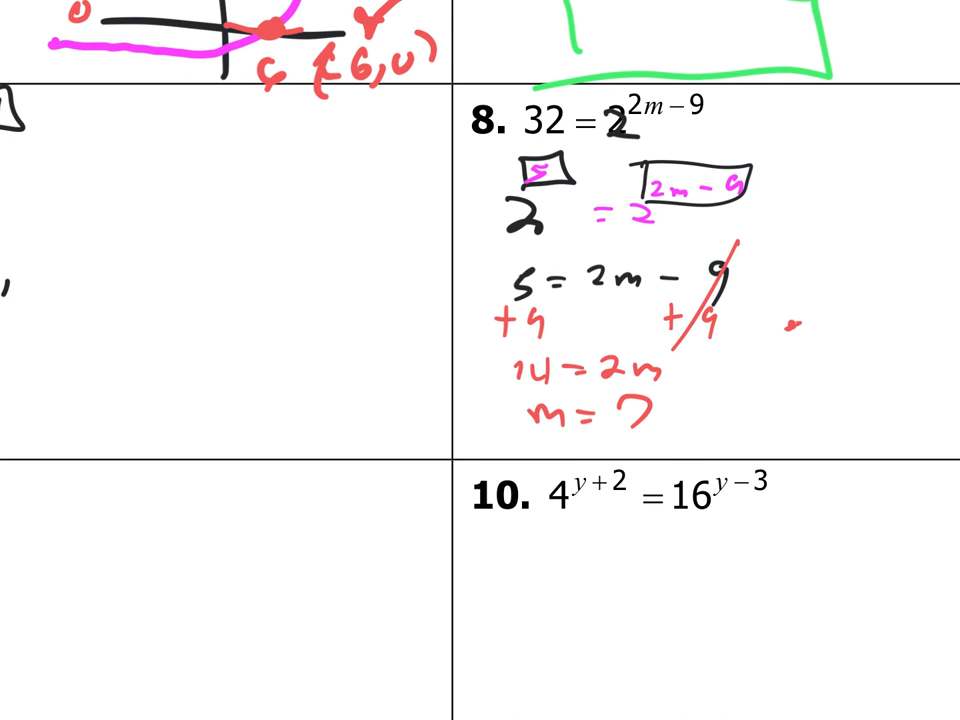 0
(-6,0)
8. 32 = 2^{2m-9}
2^{5} = 2^{2m-9}
5 = 2m - 9
+9 +9
14 = 2m
m = 7
10. 4^{y+2} = 16^{y-3}